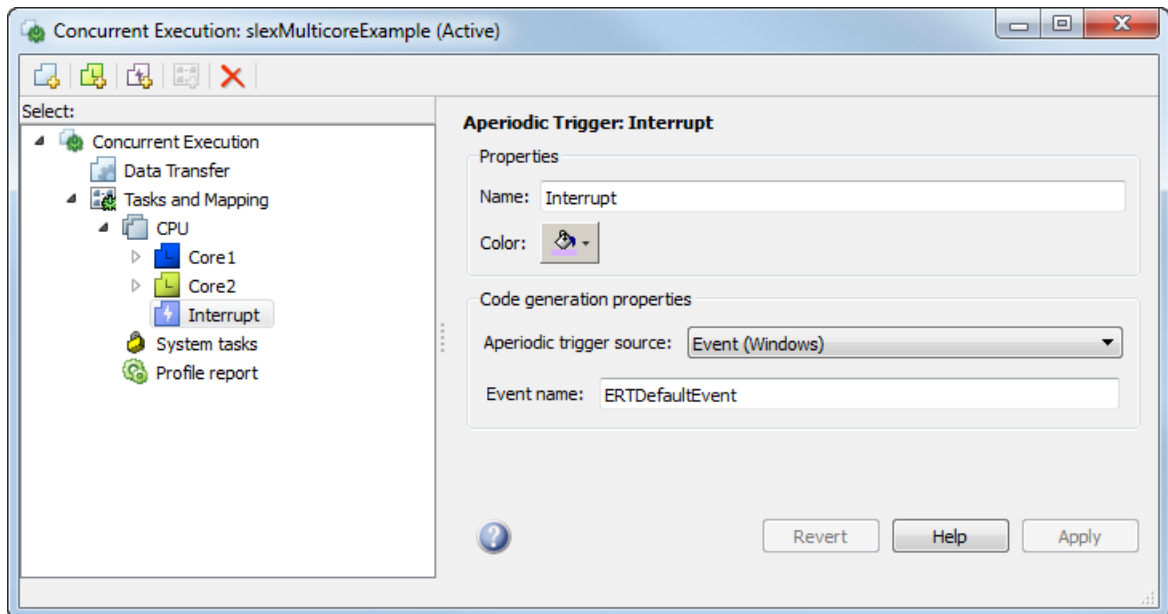 Concurrent Execution: slexMulticoreExample (Active)
Select:
Concurrent Execution
Data Transfer
Tasks and Mapping
CPU
Core1
Core2
Interrupt
System tasks
Profile report
Aperiodic Trigger: Interrupt
Properties
Name: Interrupt
Color:
Code generation properties
Aperiodic trigger source: Event (Windows)
Event name: ERTDefaultEvent
Revert Help Apply